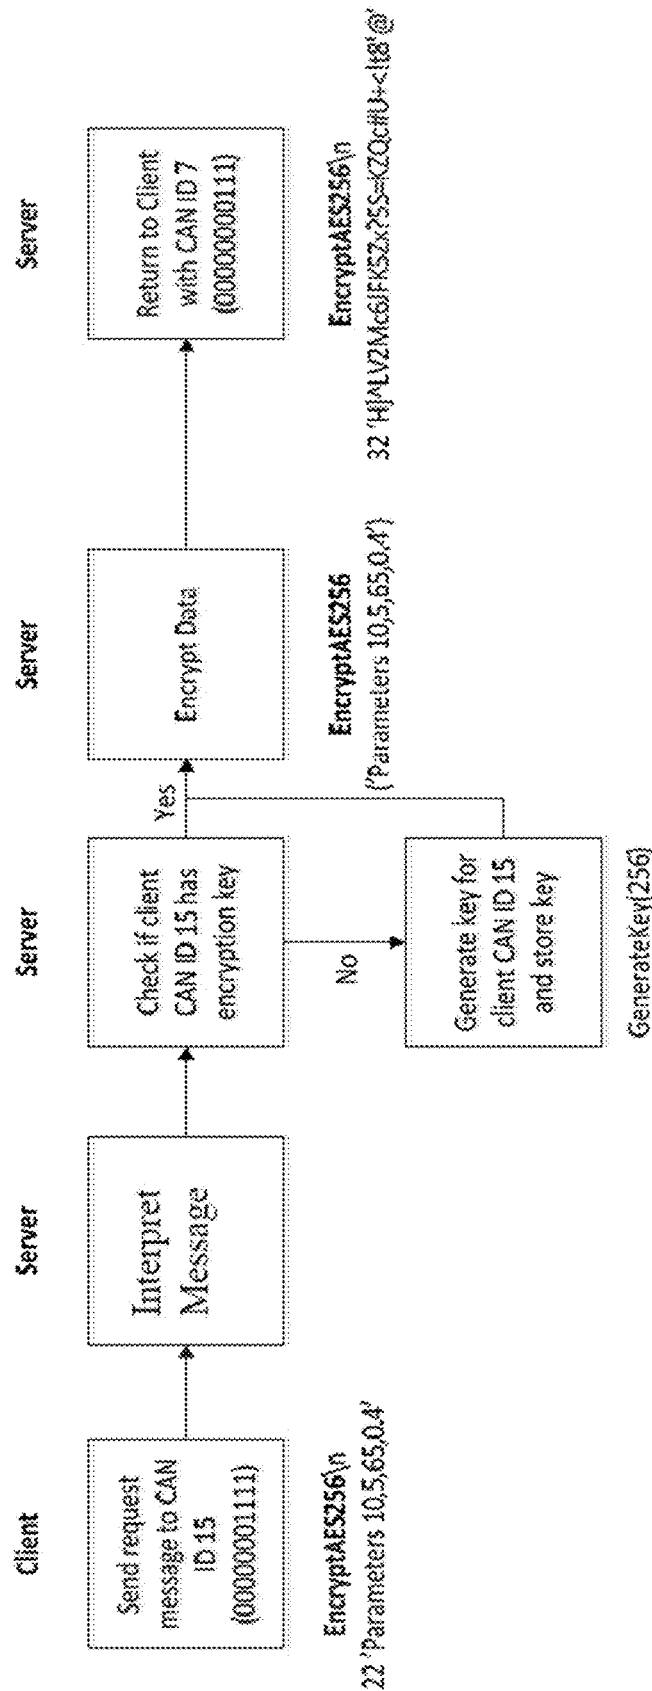 Client
Send request
message to CAN
ID 15
(00000001111)
EncryptAES256\n
22 'Parameters 10,5,65,0.4'
Server
Interpret
Message
Server
Check if client
CAN ID 15 has
encryption key
Yes
No
Generate key for
client CAN ID 15
and store key
GenerateKey(256)
Server
Encrypt Data
EncryptAES256
('Parameters 10,5,65,0.4')
Server
Return to Client
with CAN ID 7
(00000000111)
EncryptAES256\n
32